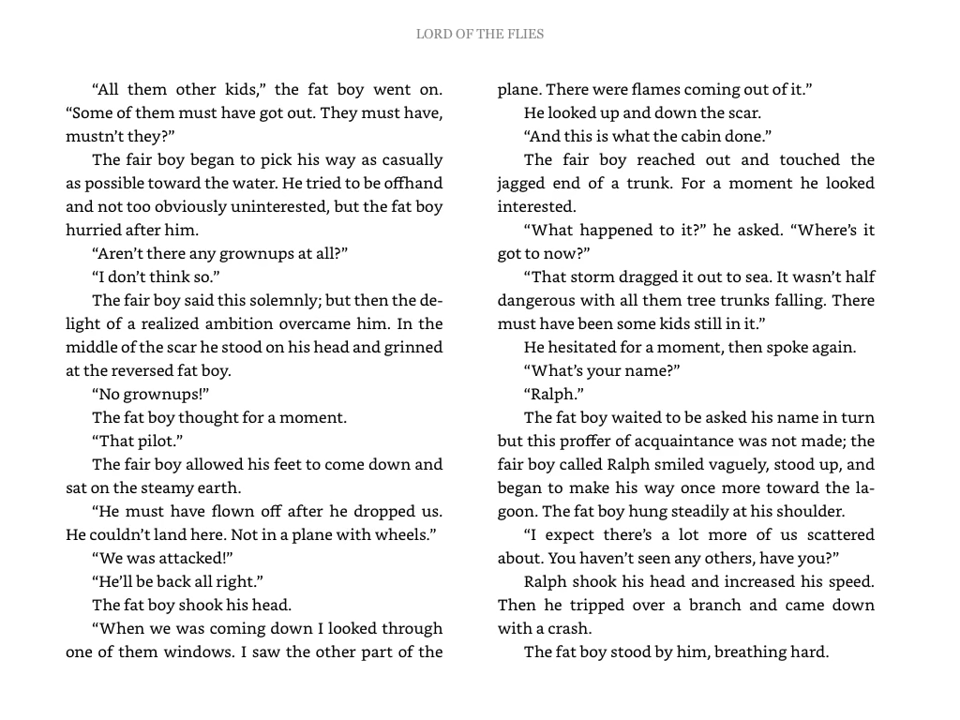 LORD OF THE FLIES
“All them other kids,” the fat boy went on.
“Some of them must have got out. They must have,
mustn’t they?”
The fair boy began to pick his way as casually
as possible toward the water. He tried to be offhand
and not too obviously uninterested, but the fat boy
hurried after him.
“Aren’t there any grownups at all?”
“I don’t think so.”
The fair boy said this solemnly; but then the de-
light of a realized ambition overcame him. In the
middle of the scar he stood on his head and grinned
at the reversed fat boy.
“No grownups!”
The fat boy thought for a moment.
“That pilot.”
The fair boy allowed his feet to come down and
sat on the steamy earth.
“He must have flown off after he dropped us.
He couldn’t land here. Not in a plane with wheels.”
“We was attacked!”
“He’ll be back all right.”
The fat boy shook his head.
“When we was coming down I looked through
one of them windows. I saw the other part of the
plane. There were flames coming out of it.”
He looked up and down the scar.
“And this is what the cabin done.”
The fair boy reached out and touched the
jagged end of a trunk. For a moment he looked
interested.
“What happened to it?” he asked. “Where’s it
got to now?”
“That storm dragged it out to sea. It wasn’t half
dangerous with all them tree trunks falling. There
must have been some kids still in it.”
He hesitated for a moment, then spoke again.
“What’s your name?”
“Ralph.”
The fat boy waited to be asked his name in turn
but this proffer of acquaintance was not made; the
fair boy called Ralph smiled vaguely, stood up, and
began to make his way once more toward the la-
goon. The fat boy hung steadily at his shoulder.
“I expect there’s a lot more of us scattered
about. You haven’t seen any others, have you?”
Ralph shook his head and increased his speed.
Then he tripped over a branch and came down
with a crash.
The fat boy stood by him, breathing hard.